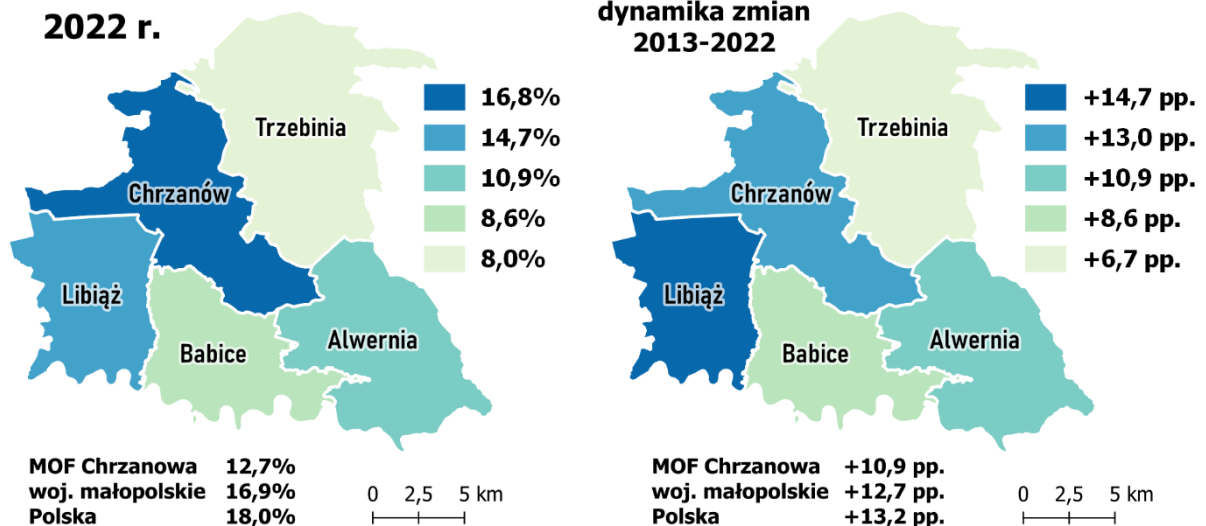 2022 r.
16,8%
14,7%
10,9%
8,6%
8,0%
Trzebinia
Chrzanów
Libiąż
Babice
Alwernia
MOF Chrzanowa 12,7%
woj. małopolskie 16,9%
Polska 18,0%
0 2,5 5 km
dynamika zmian
2013-2022
+14,7 pp.
+13,0 pp.
+10,9 pp.
+8,6 pp.
+6,7 pp.
Trzebinia
Chrzanów
Libiąż
Babice
Alwernia
MOF Chrzanowa +10,9 pp.
woj. małopolskie +12,7 pp.
Polska +13,2 pp.
0 2,5 5 km